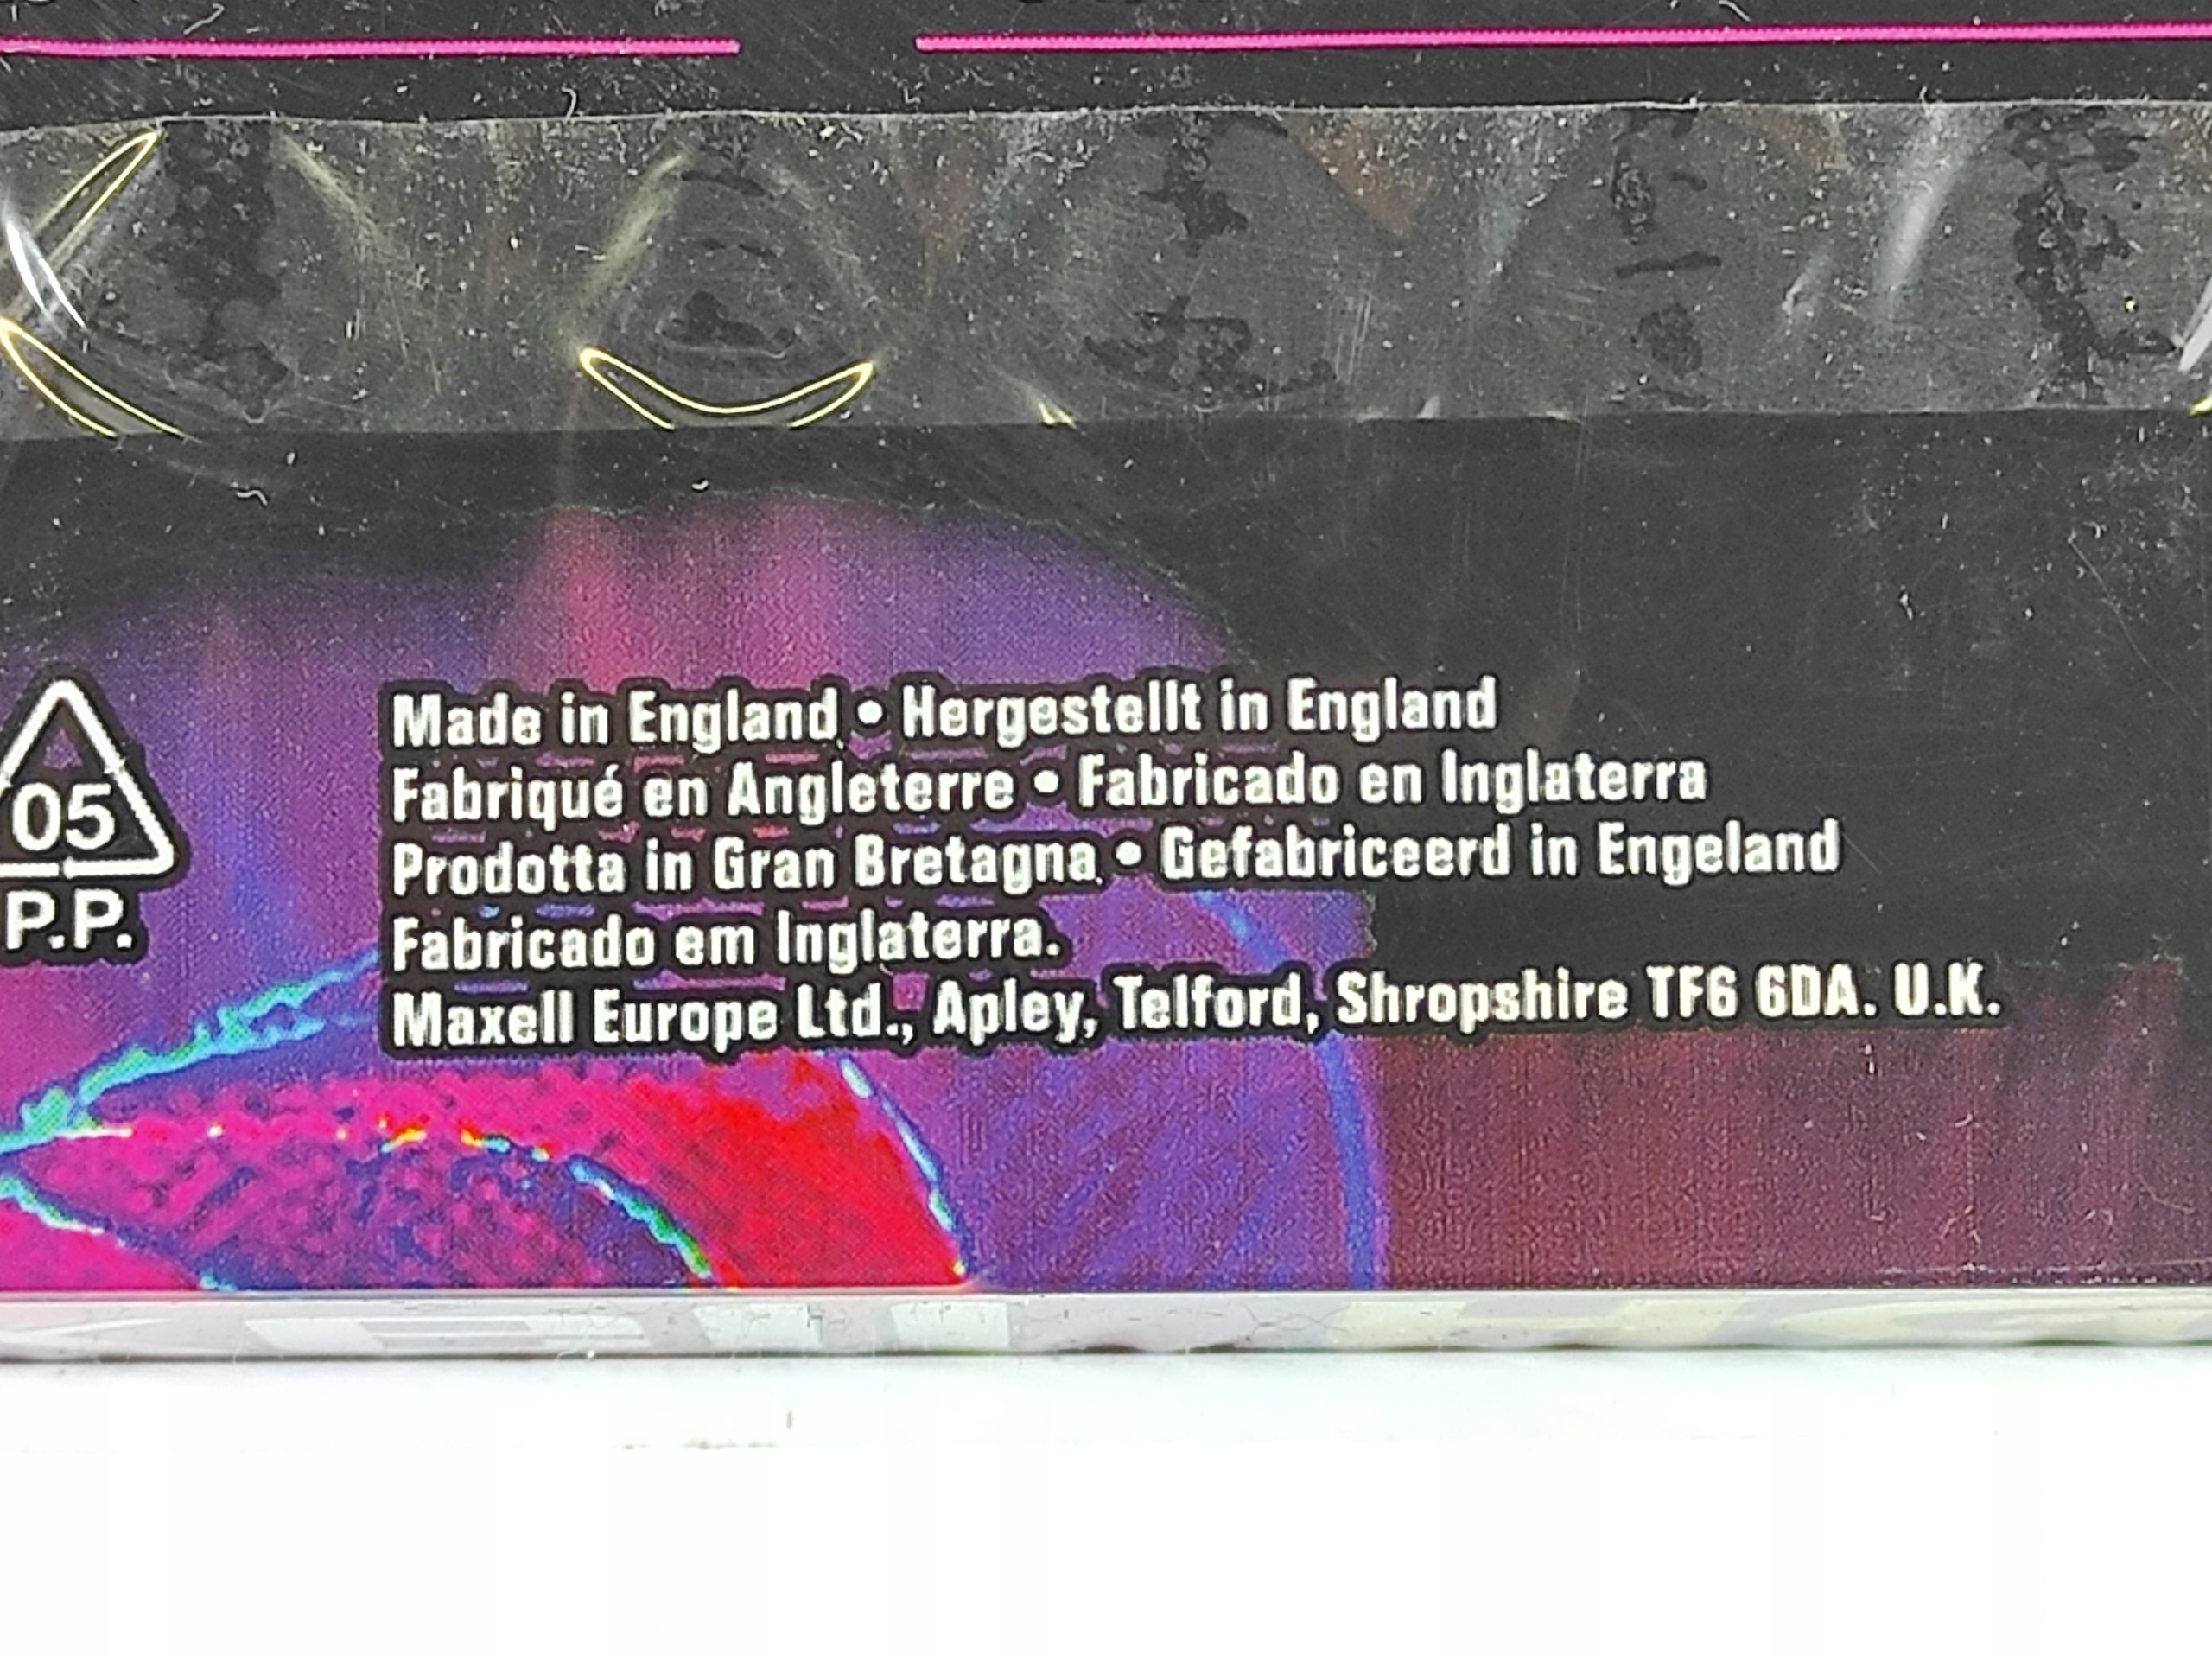 Made in England • Hergestellt in England
Fabriqué en Angleterre • Fabricado en Inglaterra
Prodotta in Gran Bretagna • Gefabriceerd in Engeland
Fabricado em Inglaterra.
Maxell Europe Ltd., Apley, Telford, Shropshire TF6 6DA. U.K.
05
P.P.